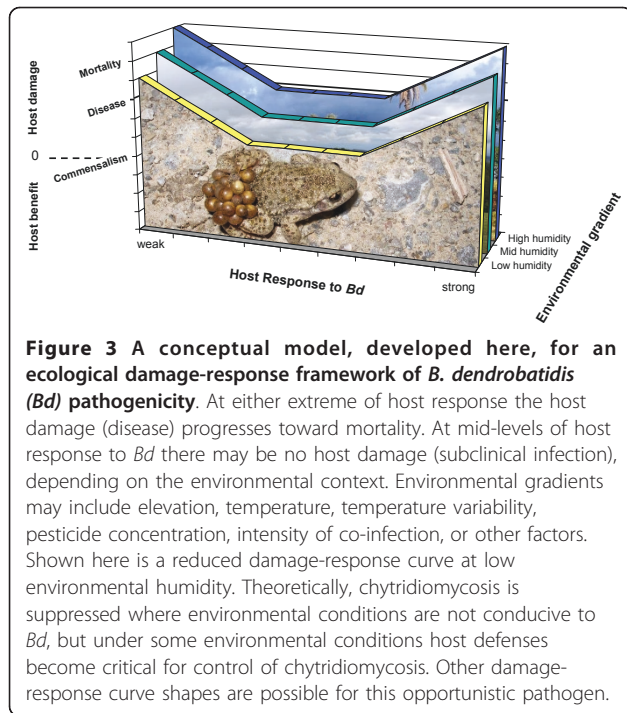 Mortality
Disease
0
Commensalism
Host damage
Host benefit
weak
Host Response to Bd
strong
High humidity
Mid humidity
Low humidity
Environmental gradient
Figure 3 A conceptual model, developed here, for an
ecological damage-response framework of B. dendrobatidis
(Bd) pathogenicity. At either extreme of host response the host
damage (disease) progresses toward mortality. At mid-levels of host
response to Bd there may be no host damage (subclinical infection),
depending on the environmental context. Environmental gradients
may include elevation, temperature, temperature variability,
pesticide concentration, intensity of co-infection, or other factors.
Shown here is a reduced damage-response curve at low
environmental humidity. Theoretically, chytridiomycosis is
suppressed where environmental conditions are not conducive to
Bd, but under some environmental conditions host defenses
become critical for control of chytridiomycosis. Other damage-
response curve shapes are possible for this opportunistic pathogen.